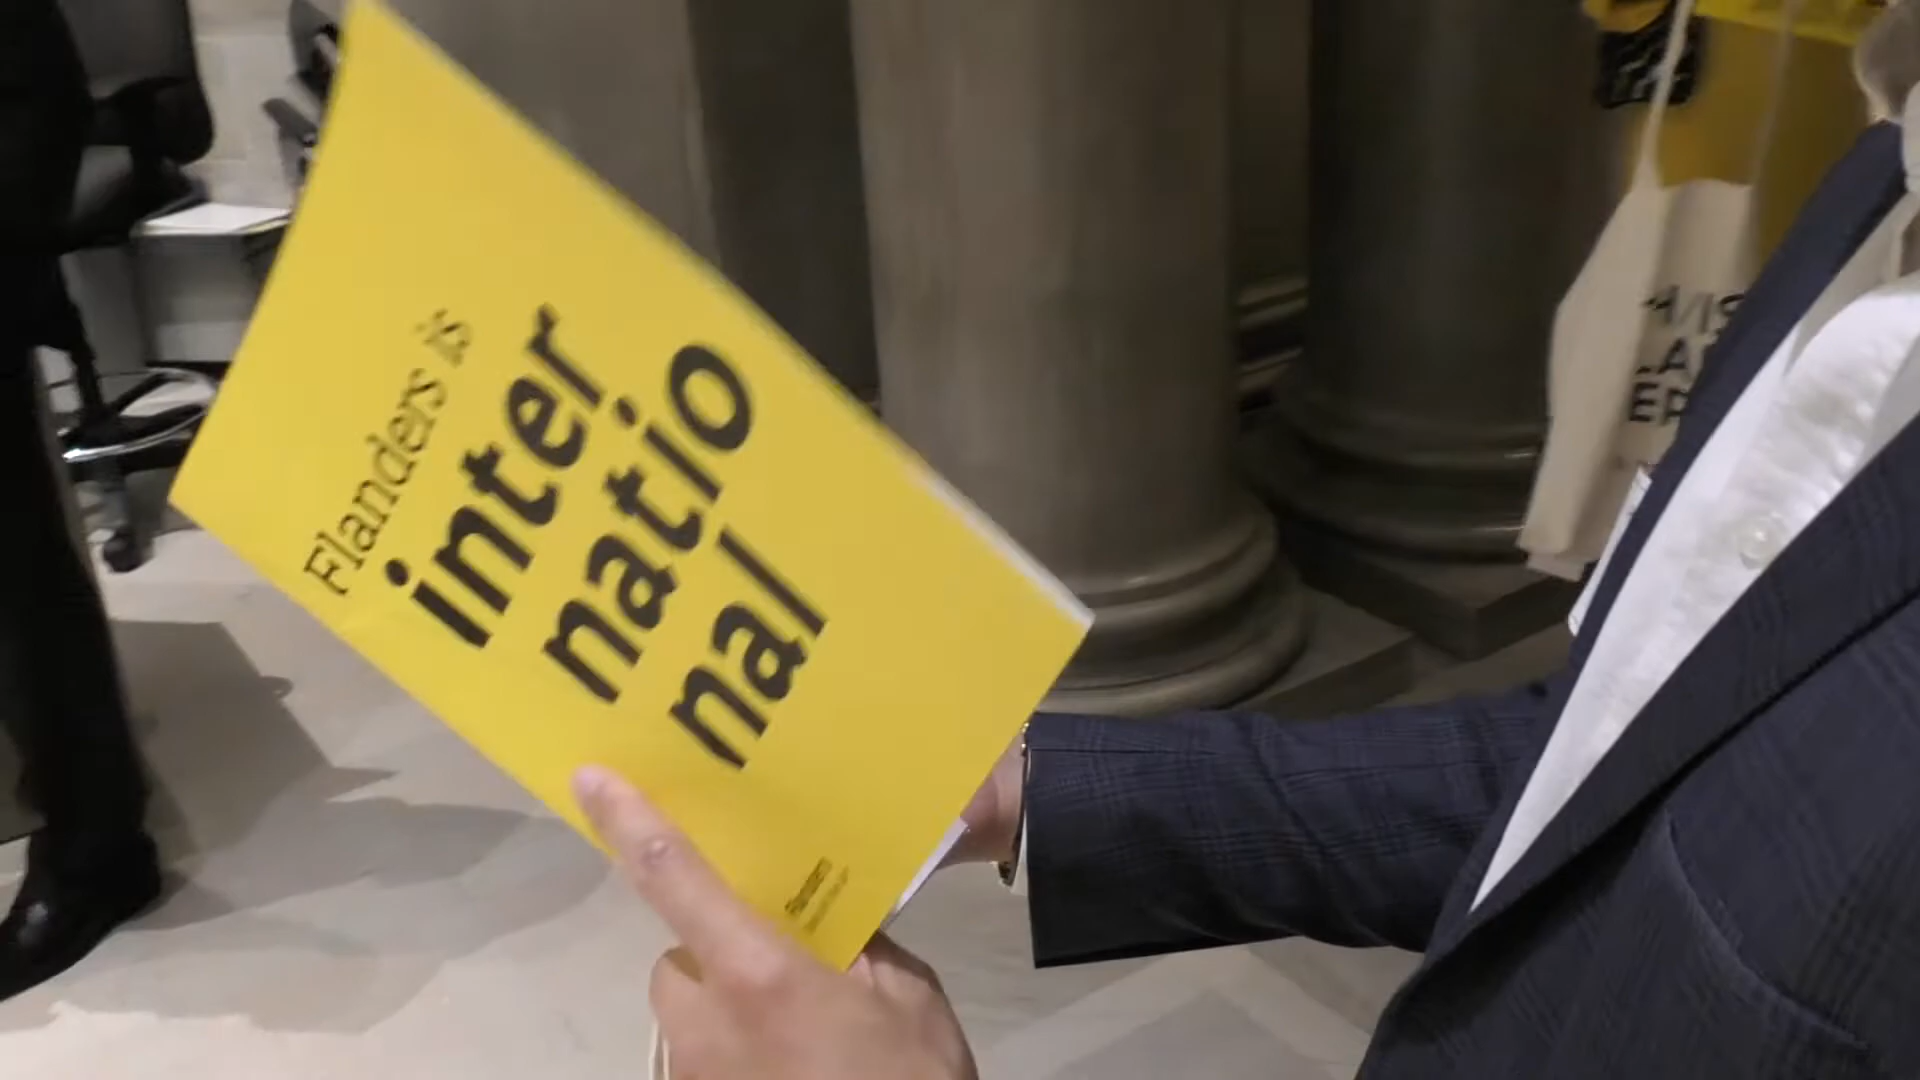 Flanders is
inter
natio
nal